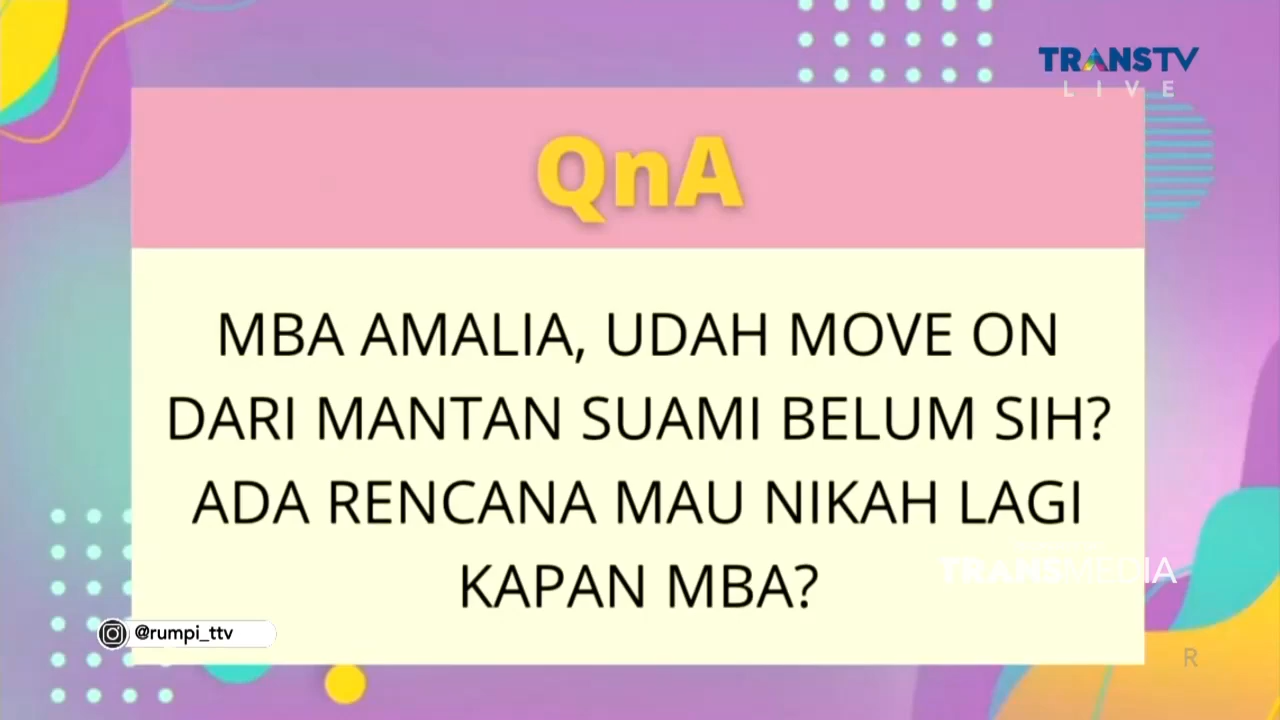 TRANSTV
LIVE
QnA
MBA AMALIA, UDAH MOVE ON
DARI MANTAN SUAMI BELUM SIH?
ADA RENCANA MAU NIKAH LAGI
KAPAN MBA?
TRANSMEDIA
@rumpi_ttv
R